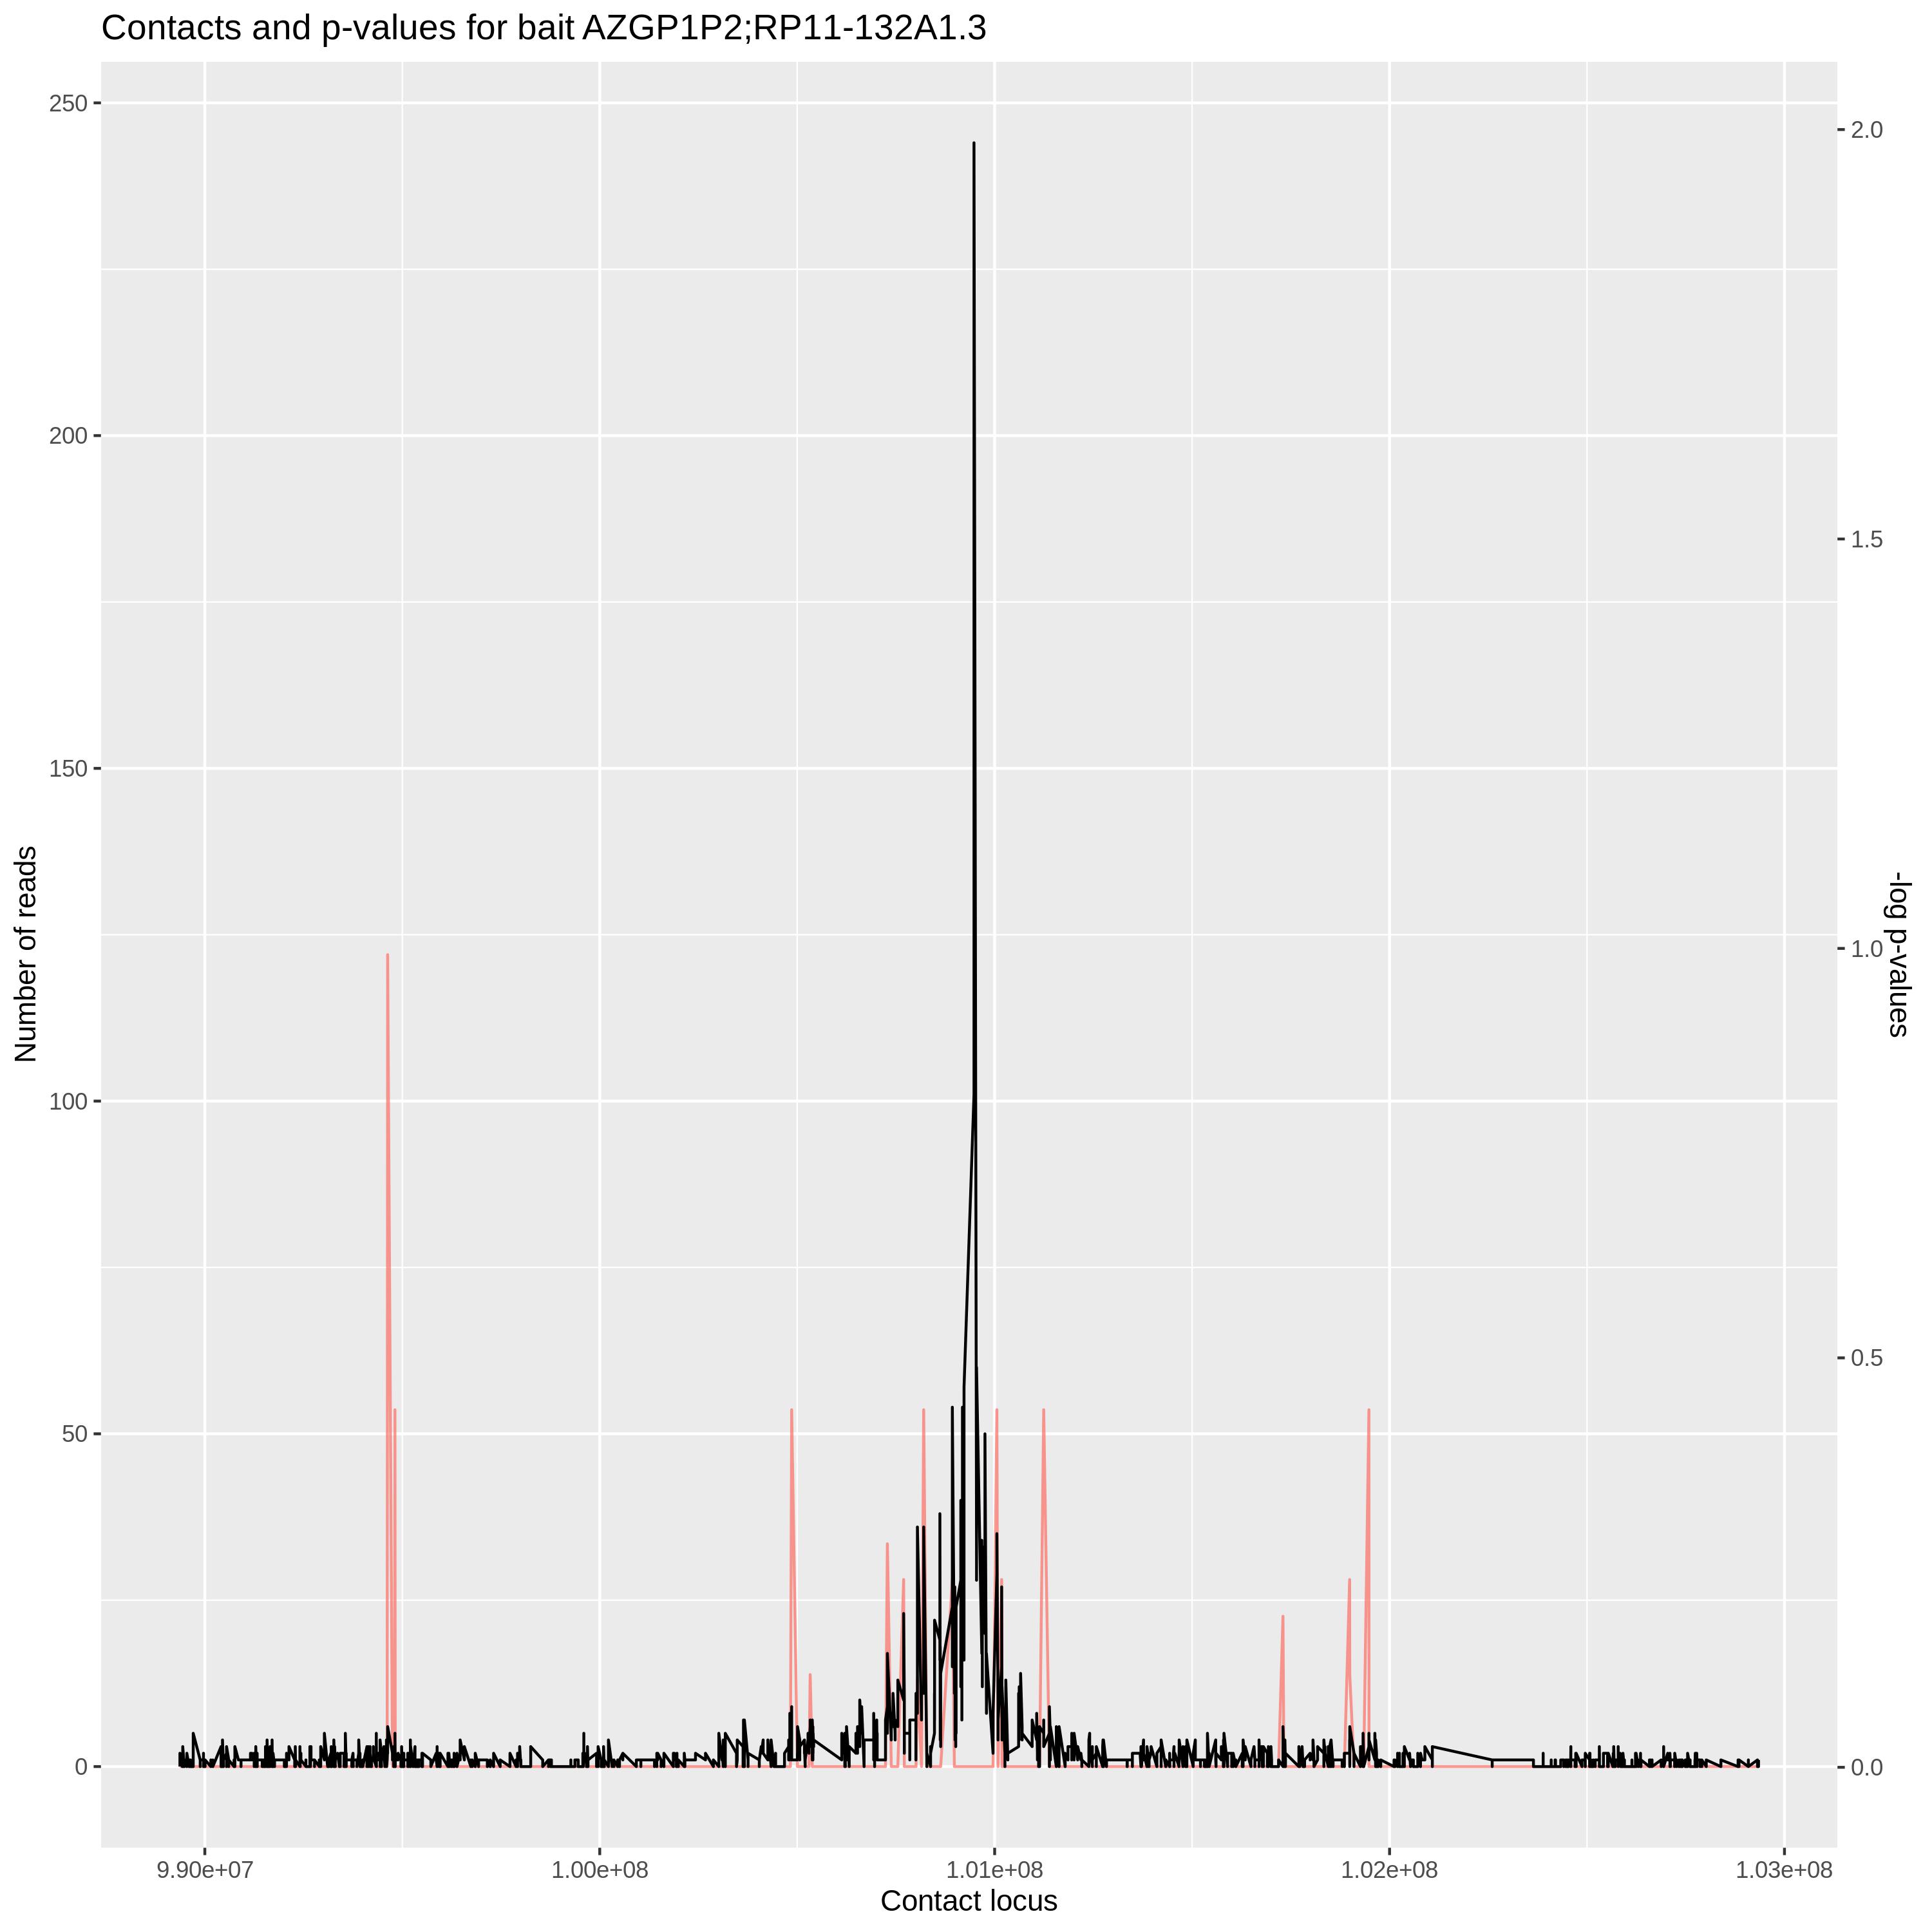 Contacts and p-values for bait AZGP1P2;RP11-132A1.3
250
200
150
100
50
0
Number of reads
2.0
1.5
1.0
0.5
0.0
-log p-values
9.90e+07 1.00e+08 1.01e+08 1.02e+08 1.03e+08
Contact locus